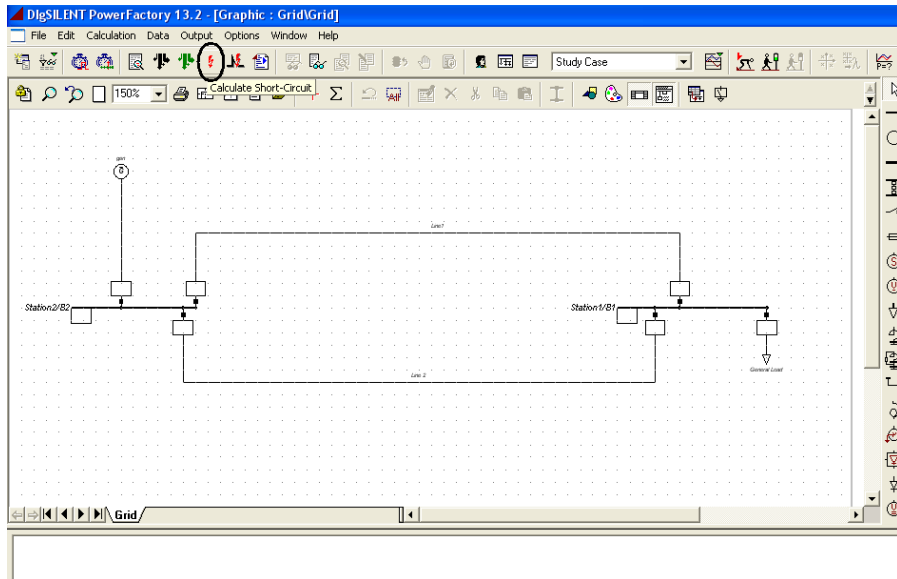 DIgSILENT PowerFactory 13.2 - [Graphic : Grid\Grid]
File Edit Calculation Data Output Options Window Help
Study Case
150%
Calculate Short-Circuit
Line1
Station2/B2
Station1/B1
General Load
Line 2
Grid